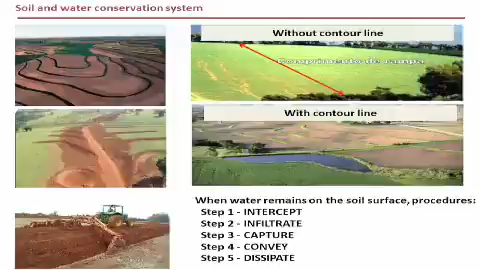 Soil and water conservation system
Without contour line
Comprimento de rampa
With contour line
When water remains on the soil surface, procedures:
Step 1 - INTERCEPT
Step 2 - INFILTRATE
Step 3 - CAPTURE
Step 4 - CONVEY
Step 5 - DISSIPATE